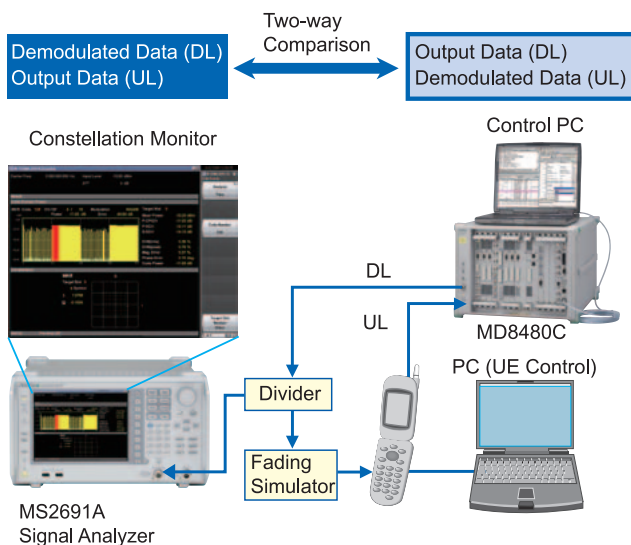 Two-way
Comparison
Demodulated Data (DL)
Output Data (UL)
Output Data (DL)
Demodulated Data (UL)
Constellation Monitor
Control PC
DL
UL
MD8480C
PC (UE Control)
Divider
Fading
Simulator
MS2691A
Signal Analyzer